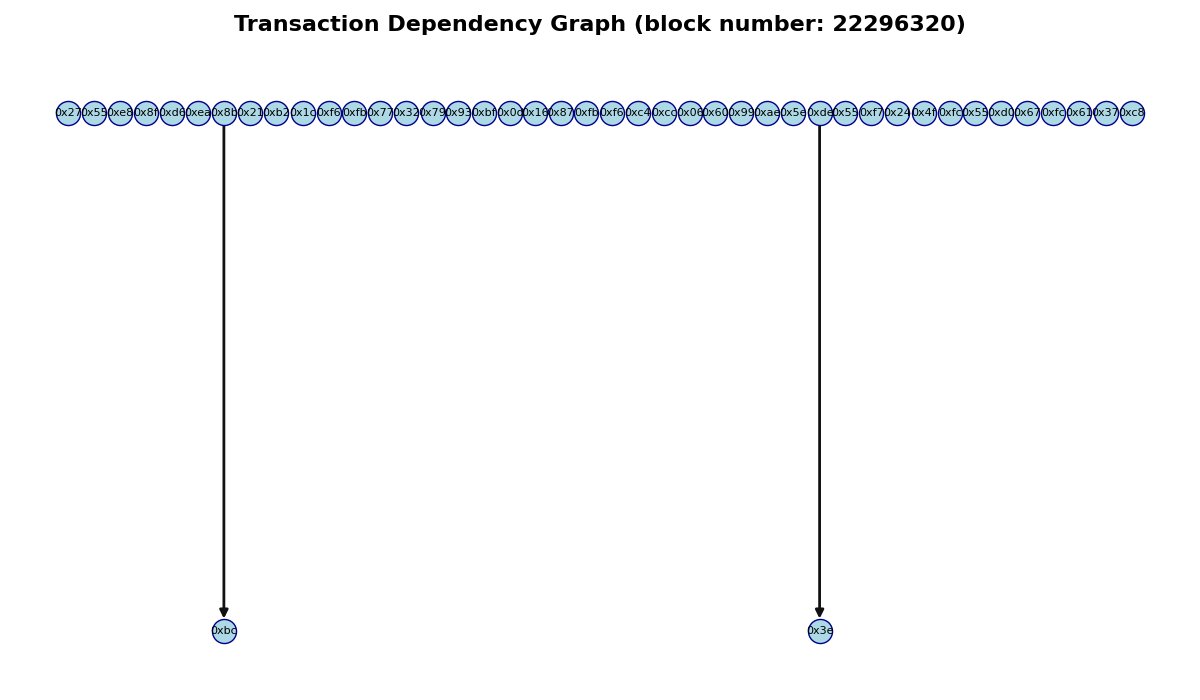 Transaction Dependency Graph (block number: 22296320)
0x27 0x55 0xe8 0x8f 0xd6 0xea 0x8b 0x21 0xb2 0x1c 0xf6 0xfb 0x77 0x32 0x79 0x93 0xbf 0x0d 0x16 0x87 0xfb 0xf6 0xc4 0xcc 0x06 0x60 0x99 0xae 0x5e 0xde 0x55 0xf7 0x24 0x4f 0xfc 0x55 0xd0 0x67 0xfc 0x61 0x37 0xc8
0xbc 0x3e